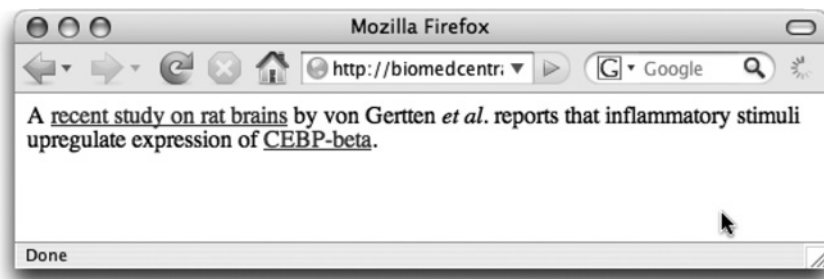 Mozilla Firefox
http://biomedcentr
G Google
A recent study on rat brains by von Gertten et al. reports that inflammatory stimuli
upregulate expression of CEBP-beta.
Done